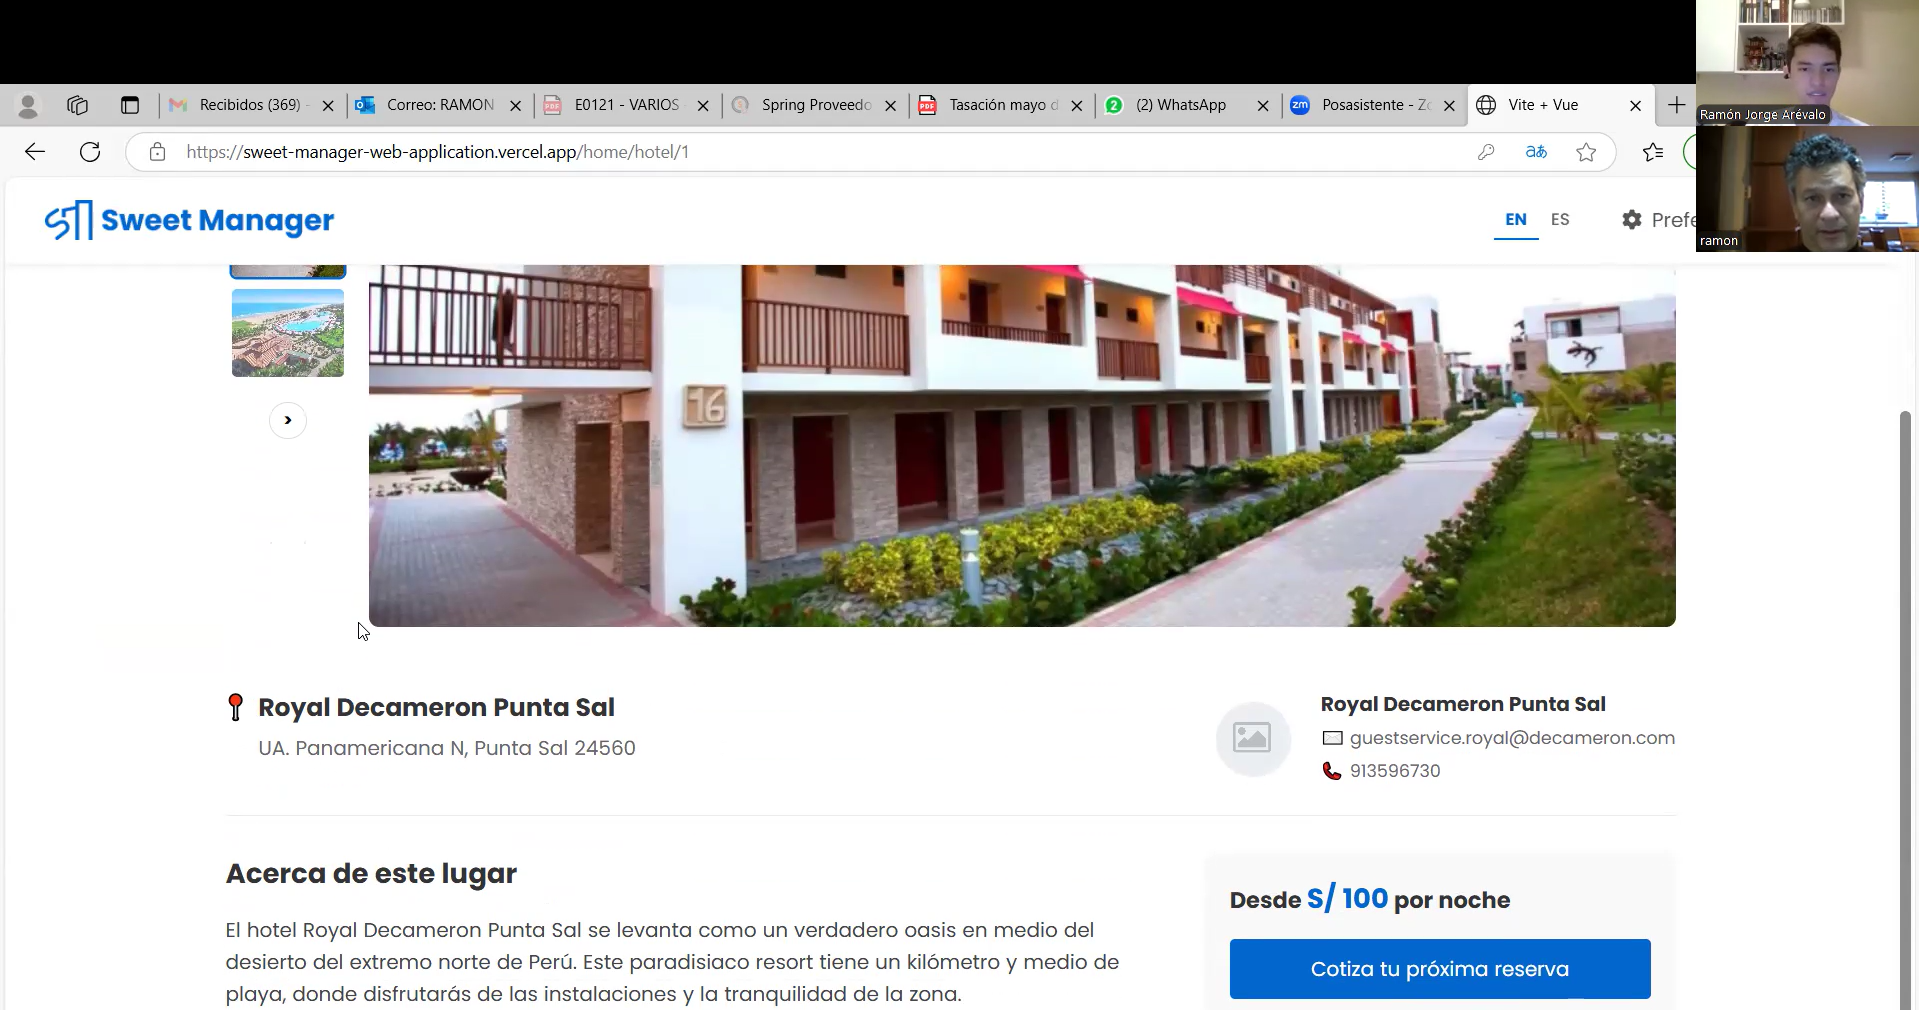 Recibidos (369) -
Correo: RAMON
E0121 - VARIOS
Spring Proveedo
Tasación mayo d
(2) WhatsApp
Posasistente - Zo
Vite + Vue
Ramón Jorge Arévalo
https://sweet-manager-web-application.vercel.app/home/hotel/1
Sweet Manager
EN
ES
Prefe
ramon
16
Royal Decameron Punta Sal
UA. Panamericana N, Punta Sal 24560
Royal Decameron Punta Sal
guestservice.royal@decameron.com
913596730
Acerca de este lugar
El hotel Royal Decameron Punta Sal se levanta como un verdadero oasis en medio del
desierto del extremo norte de Perú. Este paradisiaco resort tiene un kilómetro y medio de
playa, donde disfrutarás de las instalaciones y la tranquilidad de la zona.
Desde S/ 100 por noche
Cotiza tu próxima reserva